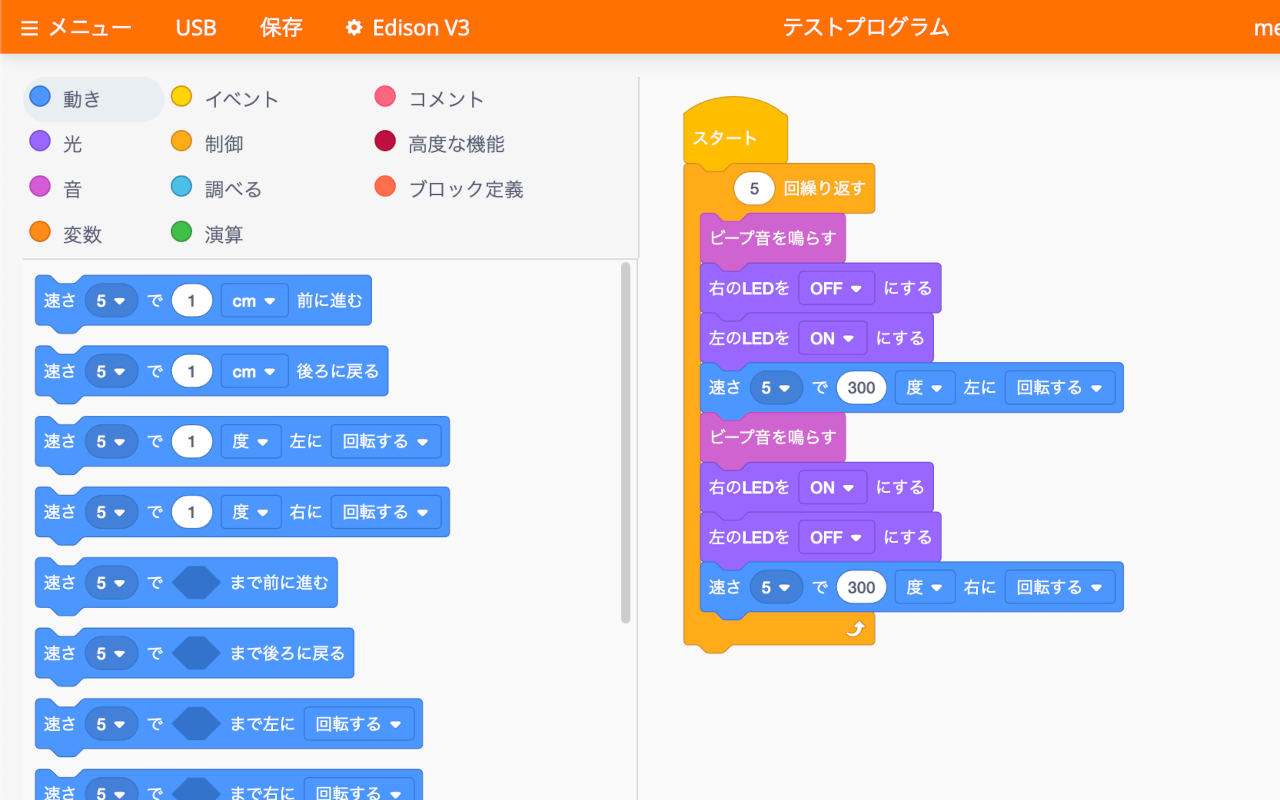 メニュー USB 保存 Edison V3 テストプログラム
動き イベント コメント
光 制御 高度な機能
音 調べる ブロック定義
変数 演算
速さ 5 で 1 cm 前に進む
速さ 5 で 1 cm 後ろに戻る
速さ 5 で 1 度 左に 回転する
速さ 5 で 1 度 右に 回転する
速さ 5 で まで前に進む
速さ 5 で まで後ろに戻る
速さ 5 で まで左に 回転する
速さ 5 で まで右に 回転する
スタート
5 回繰り返す
ビープ音を鳴らす
右のLEDを OFF にする
左のLEDを ON にする
速さ 5 で 300 度 左に 回転する
ビープ音を鳴らす
右のLEDを ON にする
左のLEDを OFF にする
速さ 5 で 300 度 右に 回転する